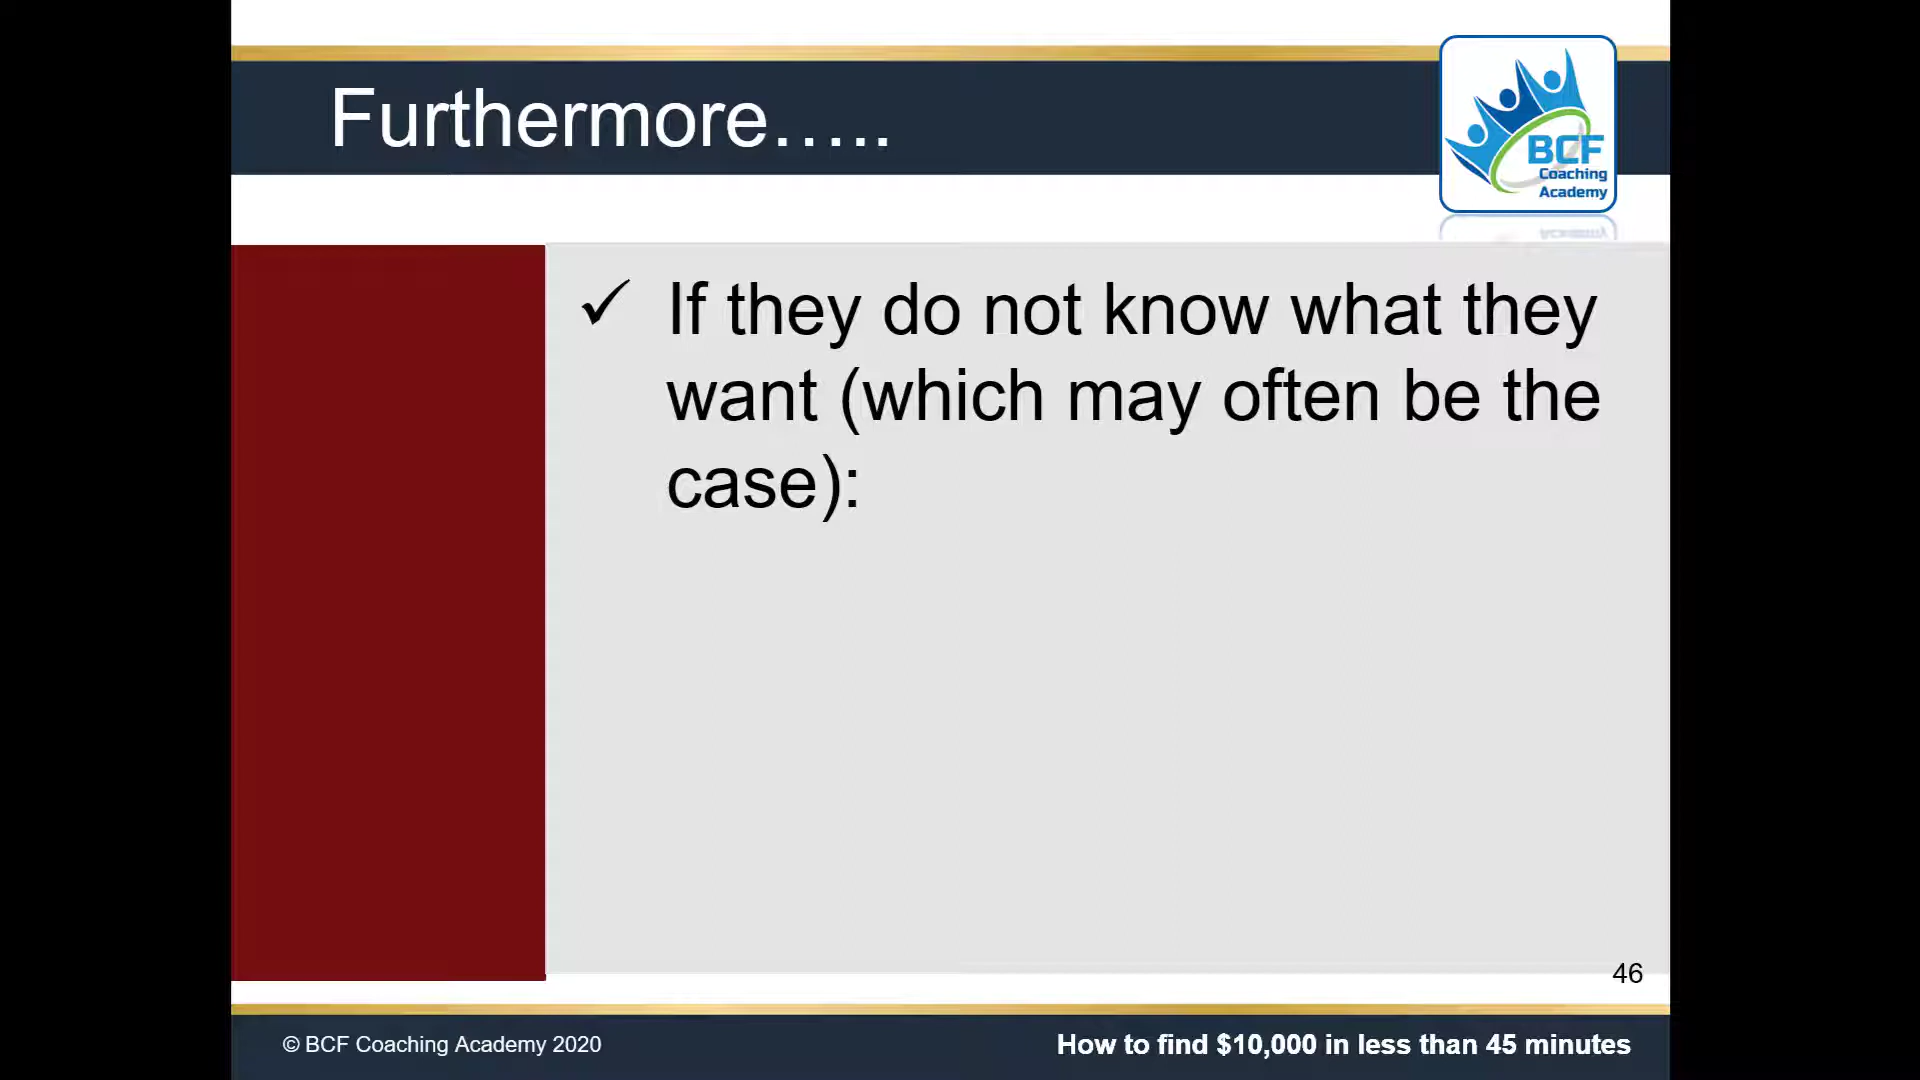 Furthermore…..
BCF
Coaching
Academy
✓ If they do not know what they
want (which may often be the
case):
46
© BCF Coaching Academy 2020
How to find $10,000 in less than 45 minutes